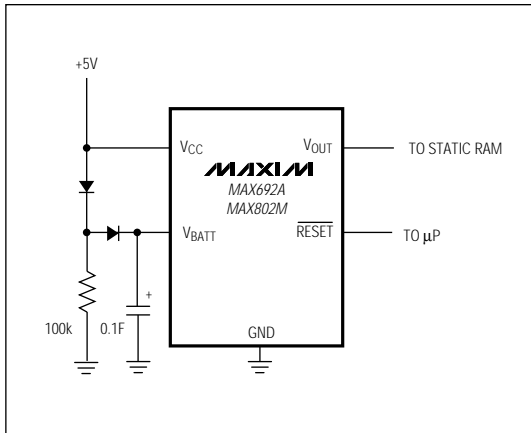 +5V
VCC
VOUT
TO STATIC RAM
MAXIM
MAX692A
MAX802M
VBATT
RESET
TO μP
+
100k
0.1F
GND